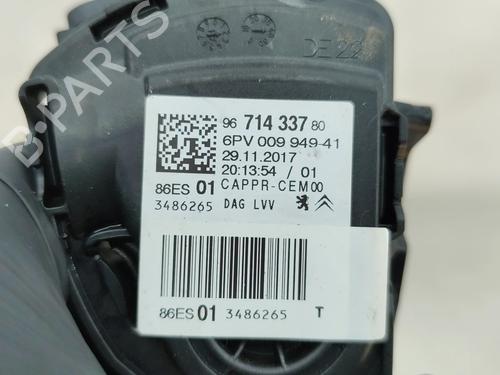 B-PARTS
DE22
96 714 337 80
6PV 009 949-41
29.11.2017
20:13:54 / 01
86ES 01 CAPPR-CEM00
3486265 DAG LVV
86ES 01 3486265 T